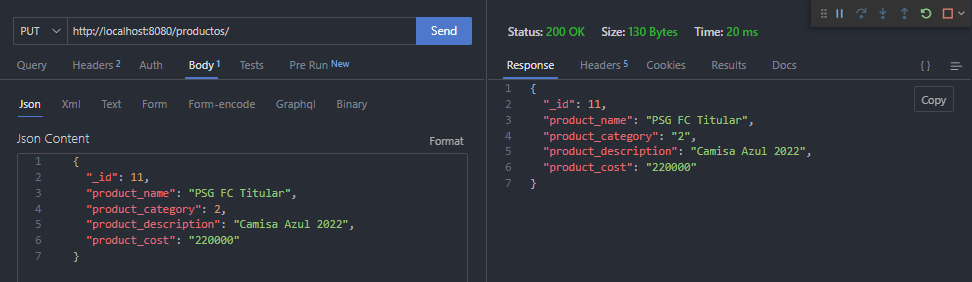 PUT http://localhost:8080/productos/ Send
Query Headers 2 Auth Body 1 Tests Pre Run New
Json Xml Text Form Form-encode Graphql Binary
Json Content Format
1 {
2 "_id": 11,
3 "product_name": "PSG FC Titular",
4 "product_category": 2,
5 "product_description": "Camisa Azul 2022",
6 "product_cost": "220000"
7 }
Status: 200 OK Size: 130 Bytes Time: 20 ms
Response Headers 5 Cookies Results Docs { }
Copy
1 {
2 "_id": 11,
3 "product_name": "PSG FC Titular",
4 "product_category": "2",
5 "product_description": "Camisa Azul 2022",
6 "product_cost": "220000"
7 }